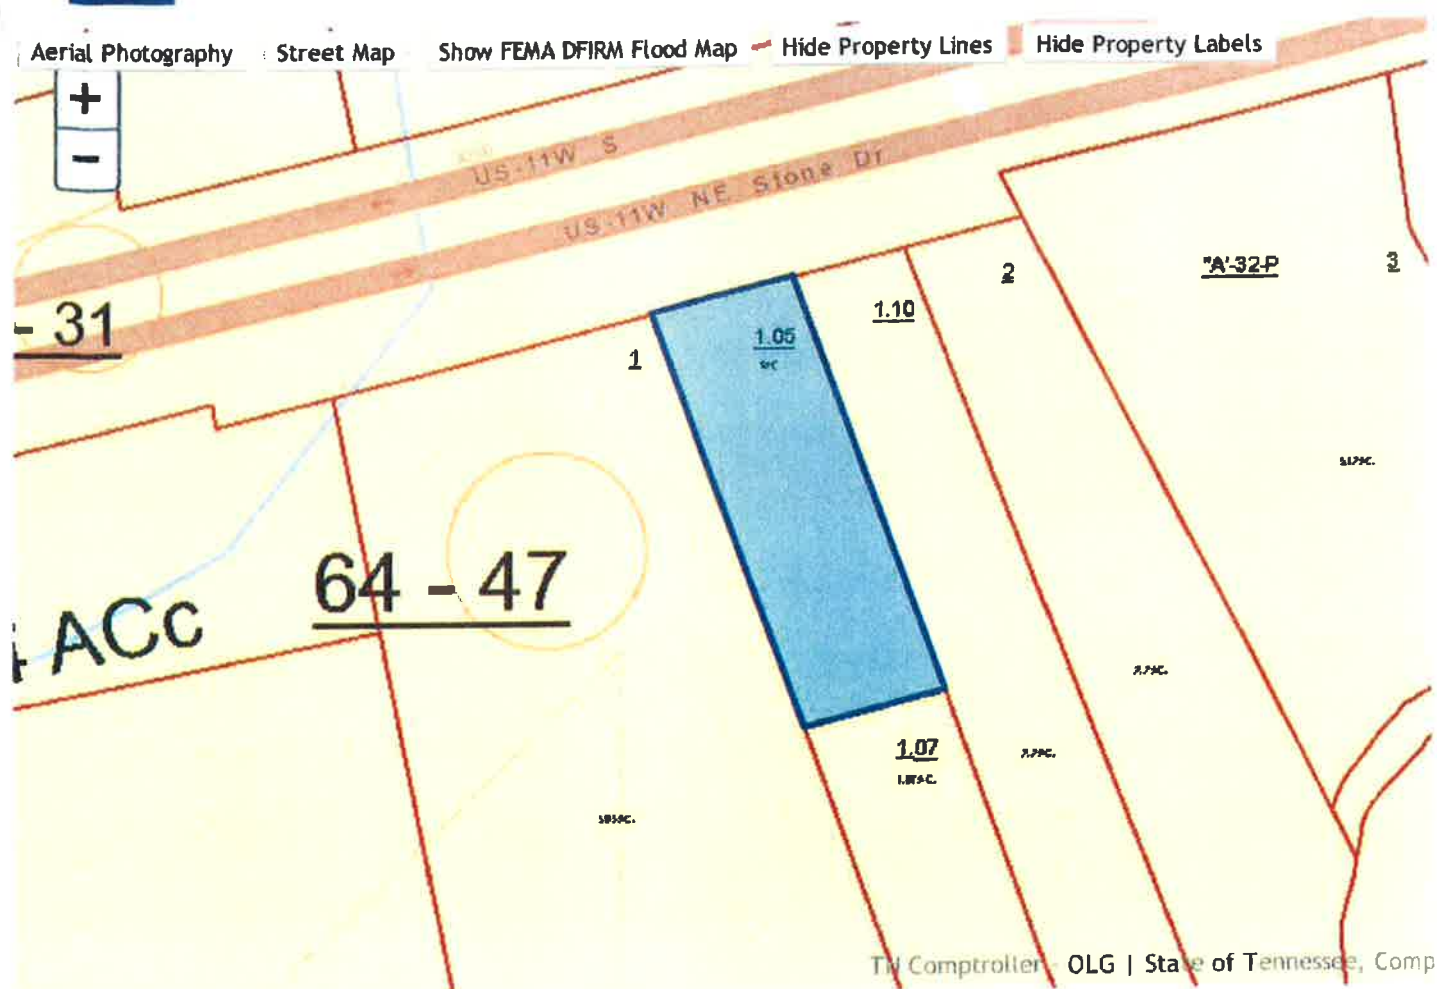 Aerial Photography Street Map Show FEMA DFIRM Flood Map Hide Property Lines Hide Property Labels
+
-
US-11W S
US-11W NE Stone Dr
- 31
1
1.05
1.10
2
"A'-32-P
3
64 - 47
ACc
1.07
TN Comptroller - OLG | State of Tennessee, Comp